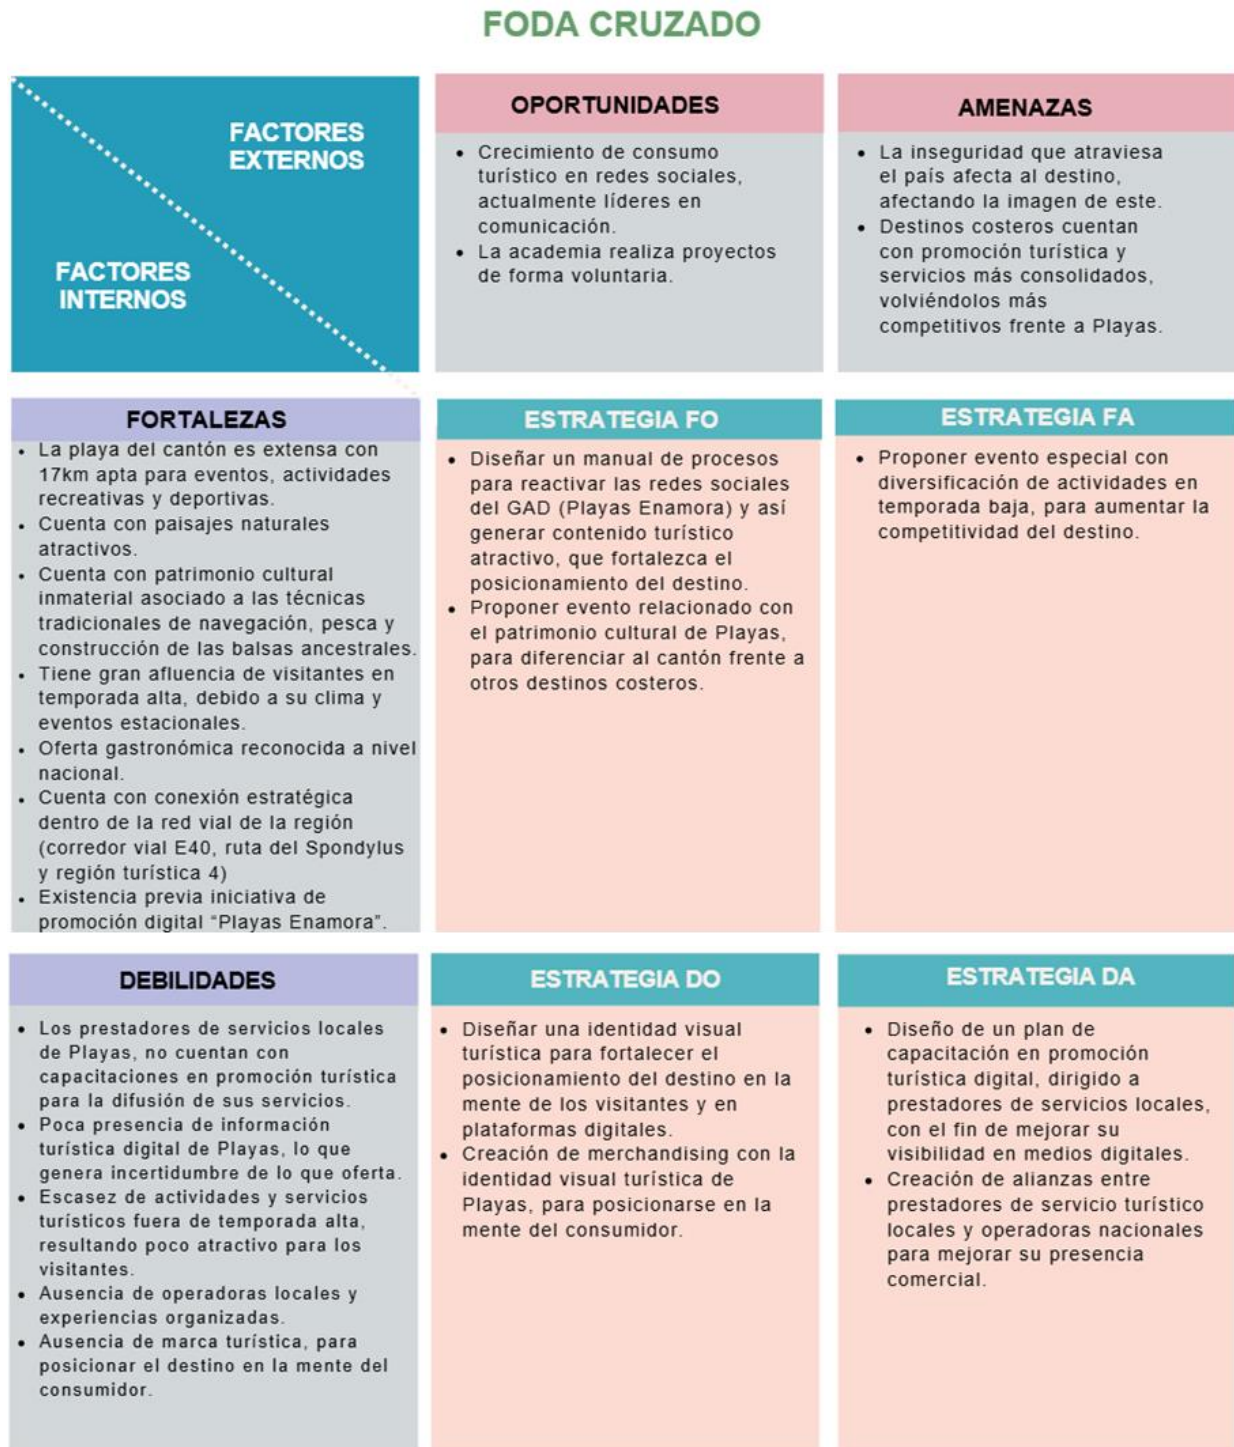 FODA CRUZADO
FACTORES
EXTERNOS
FACTORES
INTERNOS
OPORTUNIDADES
• Crecimiento de consumo
turístico en redes sociales,
actualmente líderes en
comunicación.
• La academia realiza proyectos
de forma voluntaria.
AMENAZAS
• La inseguridad que atraviesa
el país afecta al destino,
afectando la imagen de este.
• Destinos costeros cuentan
con promoción turística y
servicios más consolidados,
volviéndolos más
competitivos frente a Playas.
FORTALEZAS
• La playa del cantón es extensa con
17km apta para eventos, actividades
recreativas y deportivas.
• Cuenta con paisajes naturales
atractivos.
• Cuenta con patrimonio cultural
inmaterial asociado a las técnicas
tradicionales de navegación, pesca y
construcción de las balsas ancestrales.
• Tiene gran afluencia de visitantes en
temporada alta, debido a su clima y
eventos estacionales.
• Oferta gastronómica reconocida a nivel
nacional.
• Cuenta con conexión estratégica
dentro de la red vial de la región
(corredor vial E40, ruta del Spondylus
y región turística 4)
• Existencia previa iniciativa de
promoción digital “Playas Enamora”.
ESTRATEGIA FO
• Diseñar un manual de procesos
para reactivar las redes sociales
del GAD (Playas Enamora) y así
generar contenido turístico
atractivo, que fortalezca el
posicionamiento del destino.
• Proponer evento relacionado con
el patrimonio cultural de Playas,
para diferenciar al cantón frente a
otros destinos costeros.
ESTRATEGIA FA
• Proponer evento especial con
diversificación de actividades en
temporada baja, para aumentar la
competitividad del destino.
DEBILIDADES
• Los prestadores de servicios locales
de Playas, no cuentan con
capacitaciones en promoción turística
para la difusión de sus servicios.
• Poca presencia de información
turística digital de Playas, lo que
genera incertidumbre de lo que oferta.
• Escasez de actividades y servicios
turísticos fuera de temporada alta,
resultando poco atractivo para los
visitantes.
• Ausencia de operadoras locales y
experiencias organizadas.
• Ausencia de marca turística, para
posicionar el destino en la mente del
consumidor.
ESTRATEGIA DO
• Diseñar una identidad visual
turística para fortalecer el
posicionamiento del destino en la
mente de los visitantes y en
plataformas digitales.
• Creación de merchandising con la
identidad visual turística de
Playas, para posicionarse en la
mente del consumidor.
ESTRATEGIA DA
• Diseño de un plan de
capacitación en promoción
turística digital, dirigido a
prestadores de servicios locales,
con el fin de mejorar su
visibilidad en medios digitales.
• Creación de alianzas entre
prestadores de servicio turístico
locales y operadoras nacionales
para mejorar su presencia
comercial.